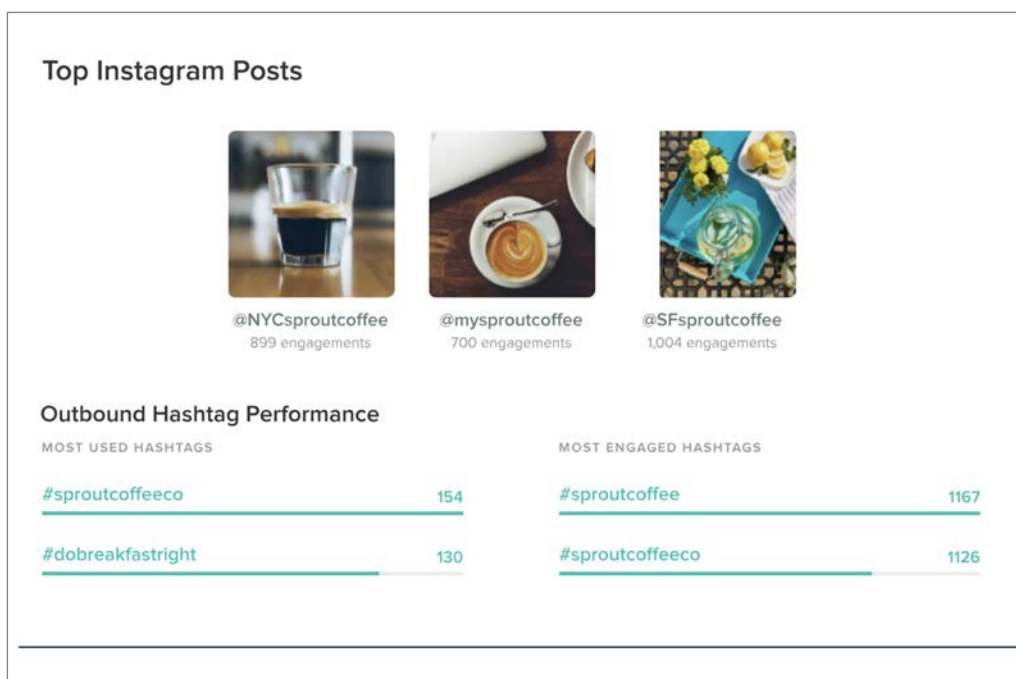 Top Instagram Posts
@NYCsproutcoffee
899 engagements
@mysproutcoffee
700 engagements
@SFsproutcoffee
1,004 engagements
Outbound Hashtag Performance
MOST USED HASHTAGS
#sproutcoffeeco 154
#dobreakfastright 130
MOST ENGAGED HASHTAGS
#sproutcoffee 1167
#sproutcoffeeco 1126